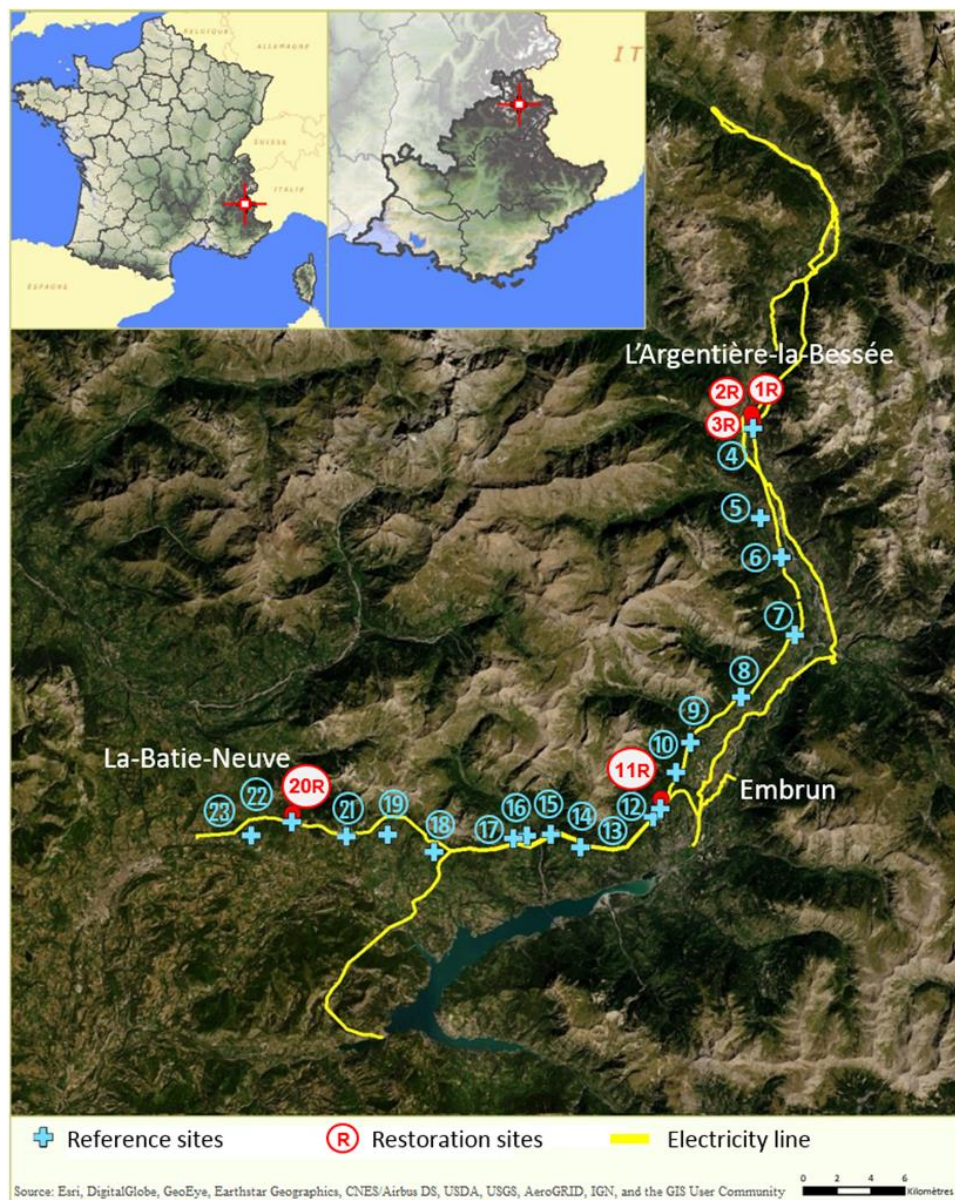 BELGIQUE
ALLEMAGNE
SUISSE
ITALIE
ESPAGNE
IT
N
L'Argentière-la-Bessée
2R
1R
3R
4
5
6
7
8
9
10
11R
Embrun
La-Batie-Neuve
20R
23
22
21
19
18
17
16
15
14
13
12
Reference sites
R Restoration sites
Electricity line
0 2 4 6
Kilomètres
Source: Esri, DigitalGlobe, GeoEye, Earthstar Geographics, CNES/Airbus DS, USDA, USGS, AeroGRID, IGN, and the GIS User Community